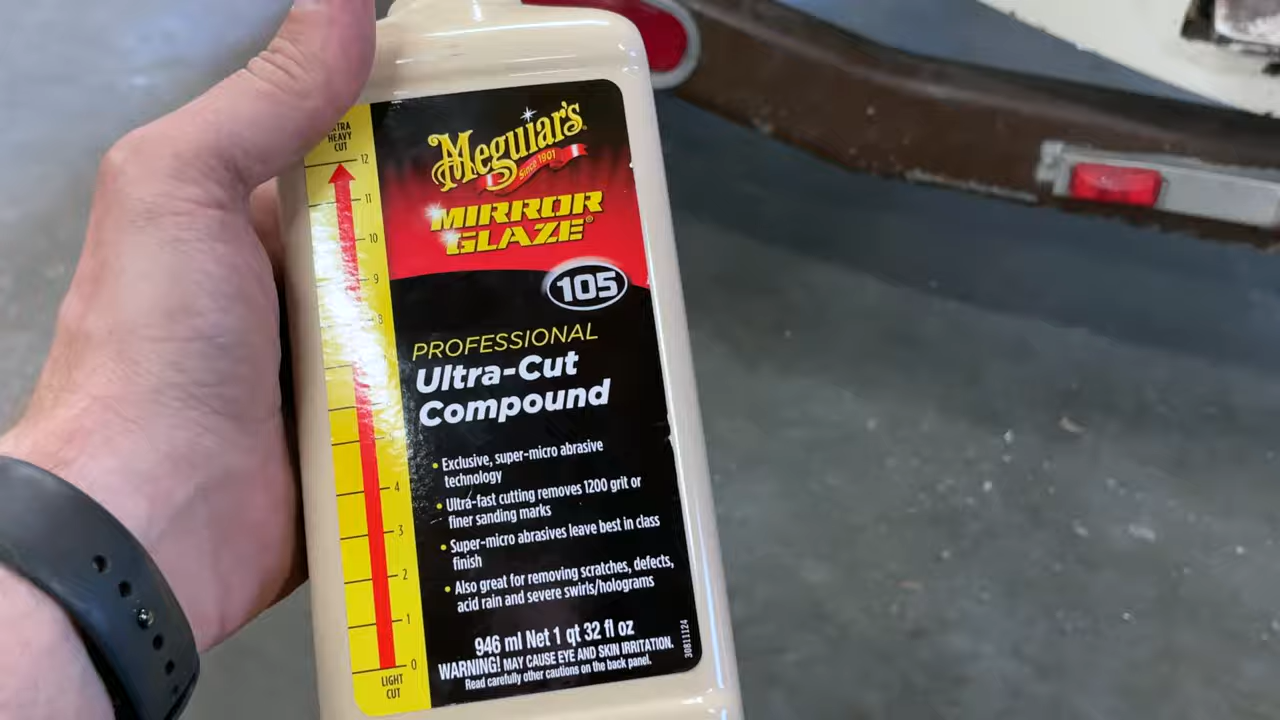 Meguiar's
Since 1901
MIRROR
GLAZE®
105
PROFESSIONAL
Ultra-Cut
Compound
• Exclusive, super-micro abrasive
technology
• Ultra-fast cutting removes 1200 grit or
finer sanding marks
• Super-micro abrasives leave best in class
finish
• Also great for removing scratches, defects,
acid rain and severe swirls/holograms
946 ml Net 1 qt 32 fl oz
WARNING! MAY CAUSE EYE AND SKIN IRRITATION.
Read carefully other cautions on the back panel.
30811124
HEAVY
CUT
12
11
10
9
8
4
3
2
1
0
LIGHT
CUT